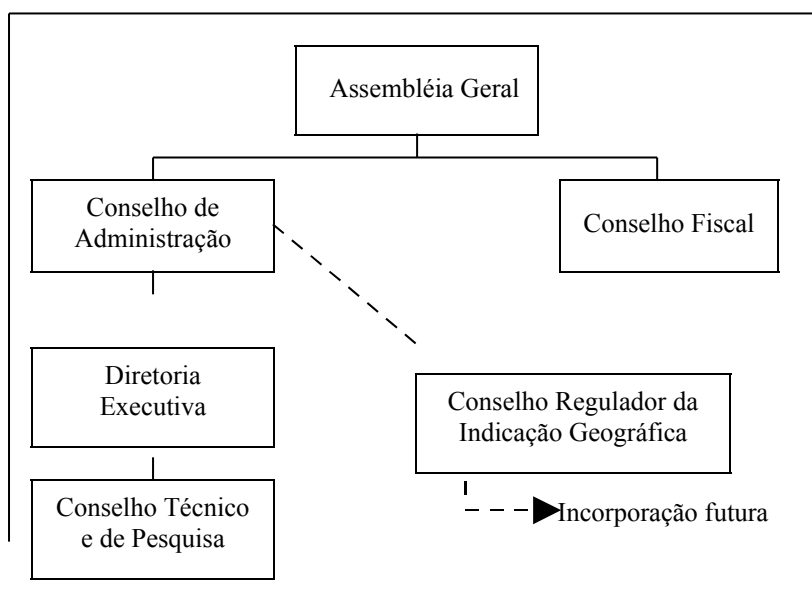 Assembléia Geral
Conselho de
Administração
Conselho Fiscal
Diretoria
Executiva
Conselho Regulador da
Indicação Geográfica
Conselho Técnico
e de Pesquisa
Incorporação futura